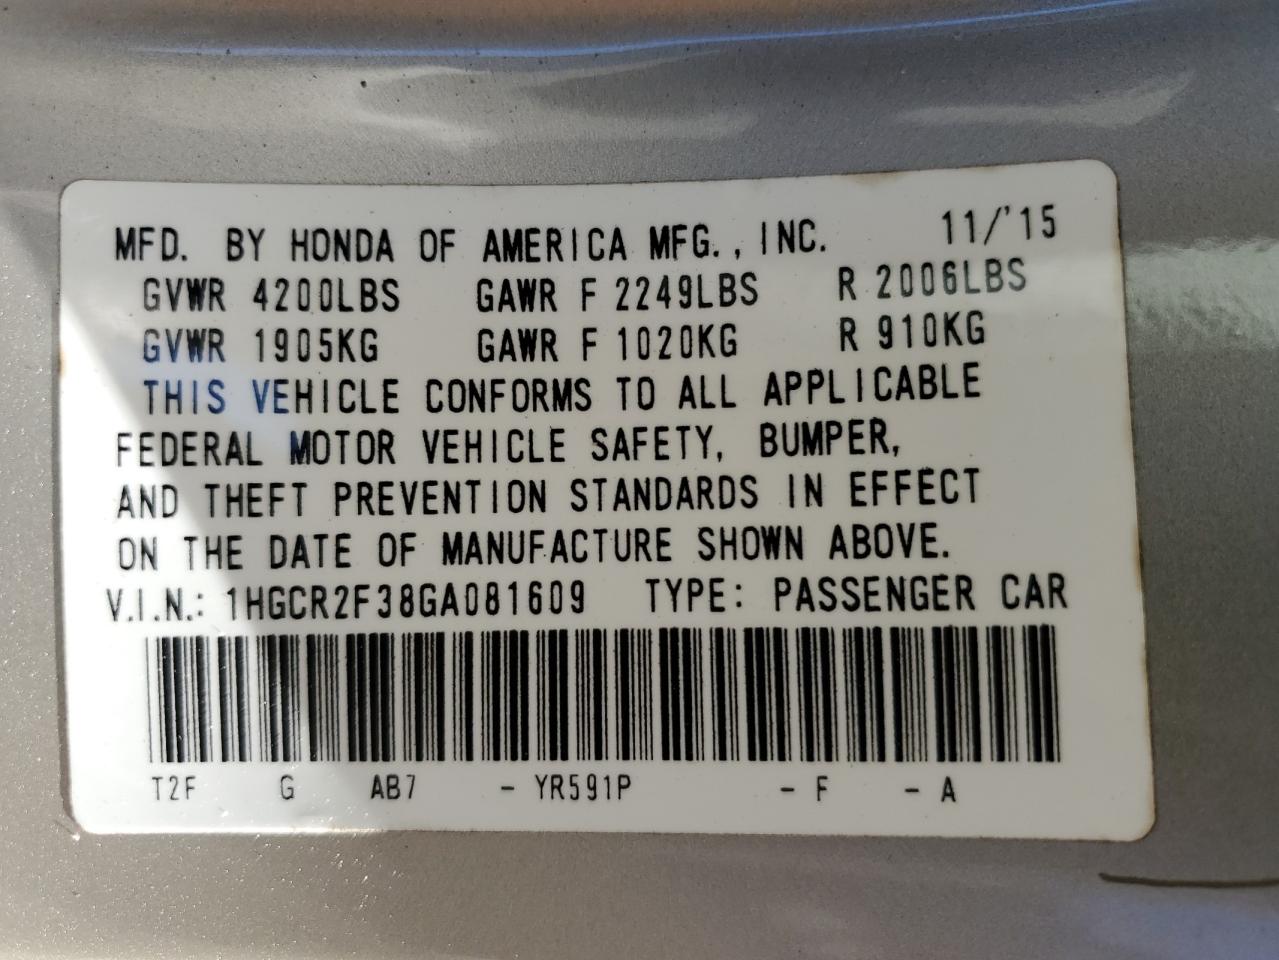 MFD. BY HONDA OF AMERICA MFG., INC. 11/'15
GVWR 4200LBS GAWR F 2249LBS R 2006LBS
GVWR 1905KG GAWR F 1020KG R 910KG
THIS VEHICLE CONFORMS TO ALL APPLICABLE
FEDERAL MOTOR VEHICLE SAFETY, BUMPER,
AND THEFT PREVENTION STANDARDS IN EFFECT
ON THE DATE OF MANUFACTURE SHOWN ABOVE.
V.I.N.: 1HGCR2F38GA081609 TYPE: PASSENGER CAR
T2F G AB7 - YR591P - F - A